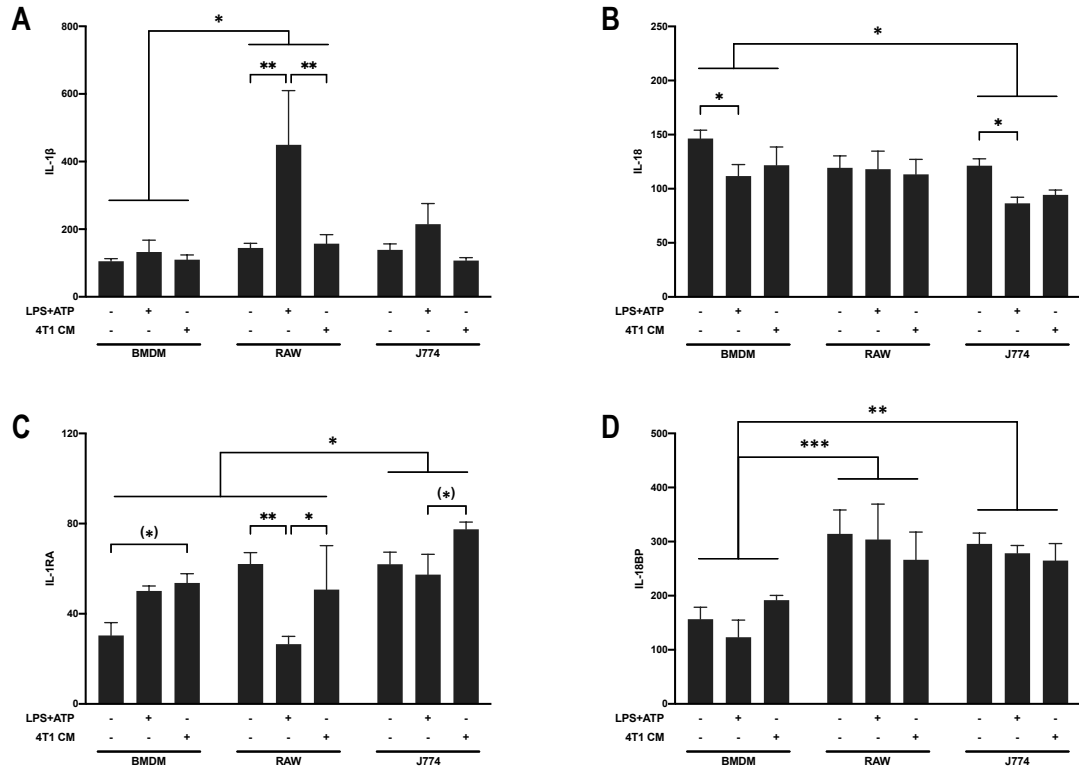 A
*
800
600
400
200
0
IL-1β
**
**
LPS+ATP - + - - + - - + -
4T1 CM - - + - - + - - +
BMDM RAW J774
B
*
250
200
150
100
50
0
IL-18
*
*
LPS+ATP - + - - + - - + -
4T1 CM - - + - - + - - +
BMDM RAW J774
C
*
120
80
40
0
IL-1RA
(*)
**
*
(*)
LPS+ATP - + - - + - - + -
4T1 CM - - + - - + - - +
BMDM RAW J774
D
**
***
500
400
300
200
100
0
IL-18BP
LPS+ATP - + - - + - - + -
4T1 CM - - + - - + - - +
BMDM RAW J774